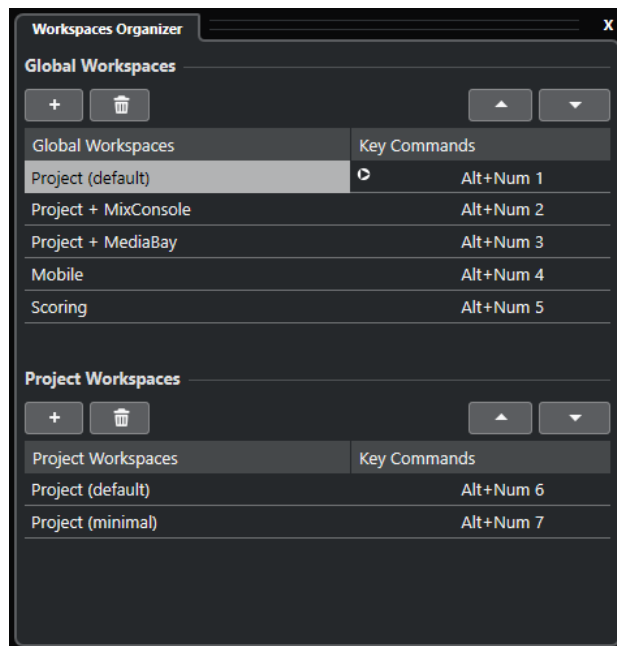 Workspaces Organizer X
Global Workspaces
+
Global Workspaces Key Commands
Project (default) Alt+Num 1
Project + MixConsole Alt+Num 2
Project + MediaBay Alt+Num 3
Mobile Alt+Num 4
Scoring Alt+Num 5
Project Workspaces
+
Project Workspaces Key Commands
Project (default) Alt+Num 6
Project (minimal) Alt+Num 7